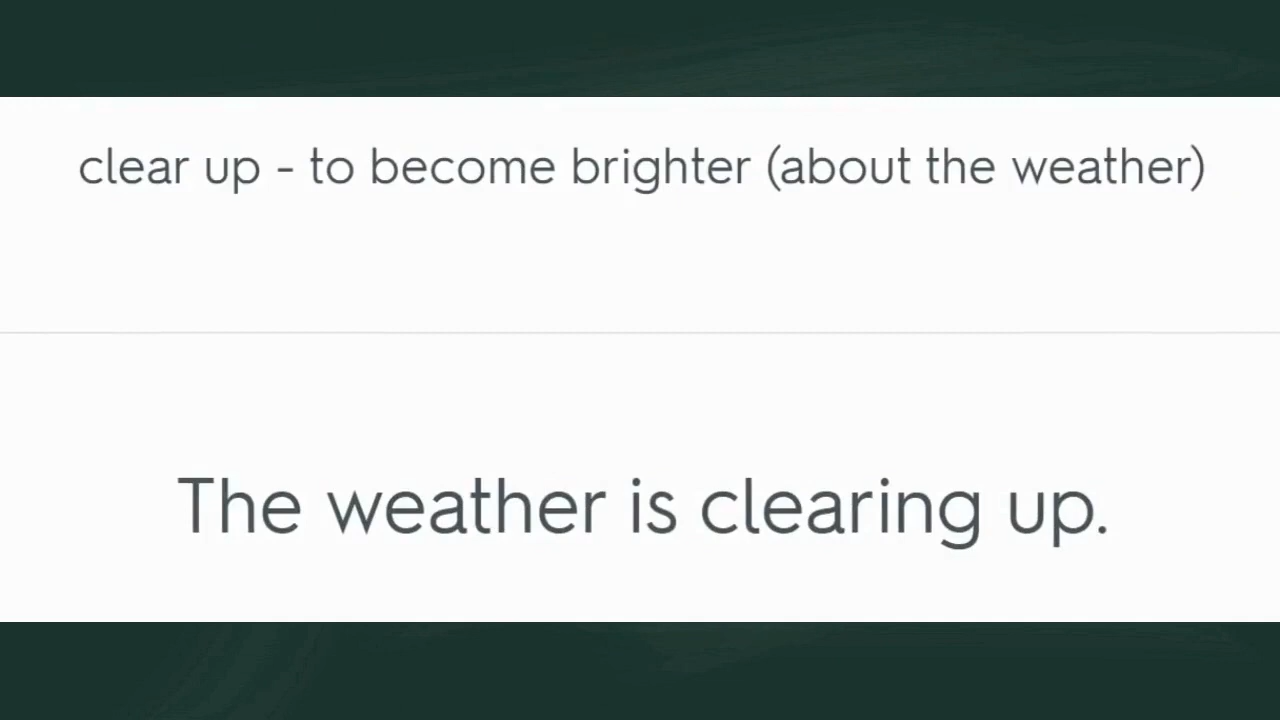 clear up - to become brighter (about the weather)
The weather is clearing up.